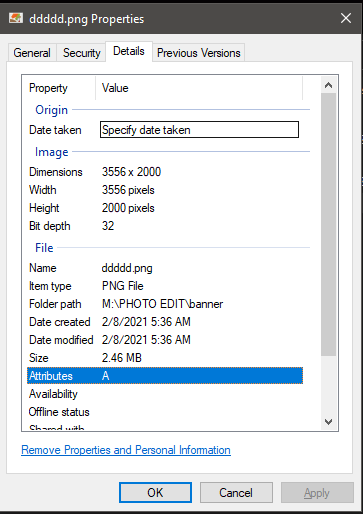 ddddd.png Properties
General Security Details Previous Versions
Property Value
Origin
Date taken Specify date taken
Image
Dimensions 3556 x 2000
Width 3556 pixels
Height 2000 pixels
Bit depth 32
File
Name ddddd.png
Item type PNG File
Folder path M:\PHOTO EDIT\banner
Date created 2/8/2021 5:36 AM
Date modified 2/8/2021 5:36 AM
Size 2.46 MB
Attributes A
Availability
Offline status
Shared with
Remove Properties and Personal Information
OK Cancel Apply